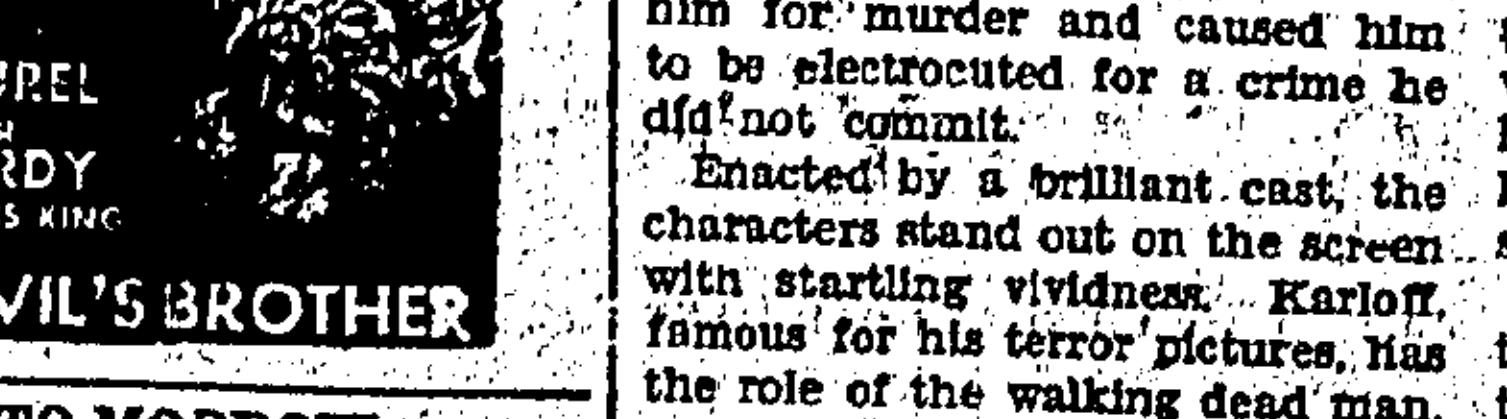 UREL
RDY
S KING
VIL'S BROTHER
him for murder and caused him
to be electrocuted for a crime he
did not commit.
Enacted by a brilliant cast, the
characters stand out on the screen
with startling vividness. Karloff,
famous for his terror pictures, has
the role of the walking dead man